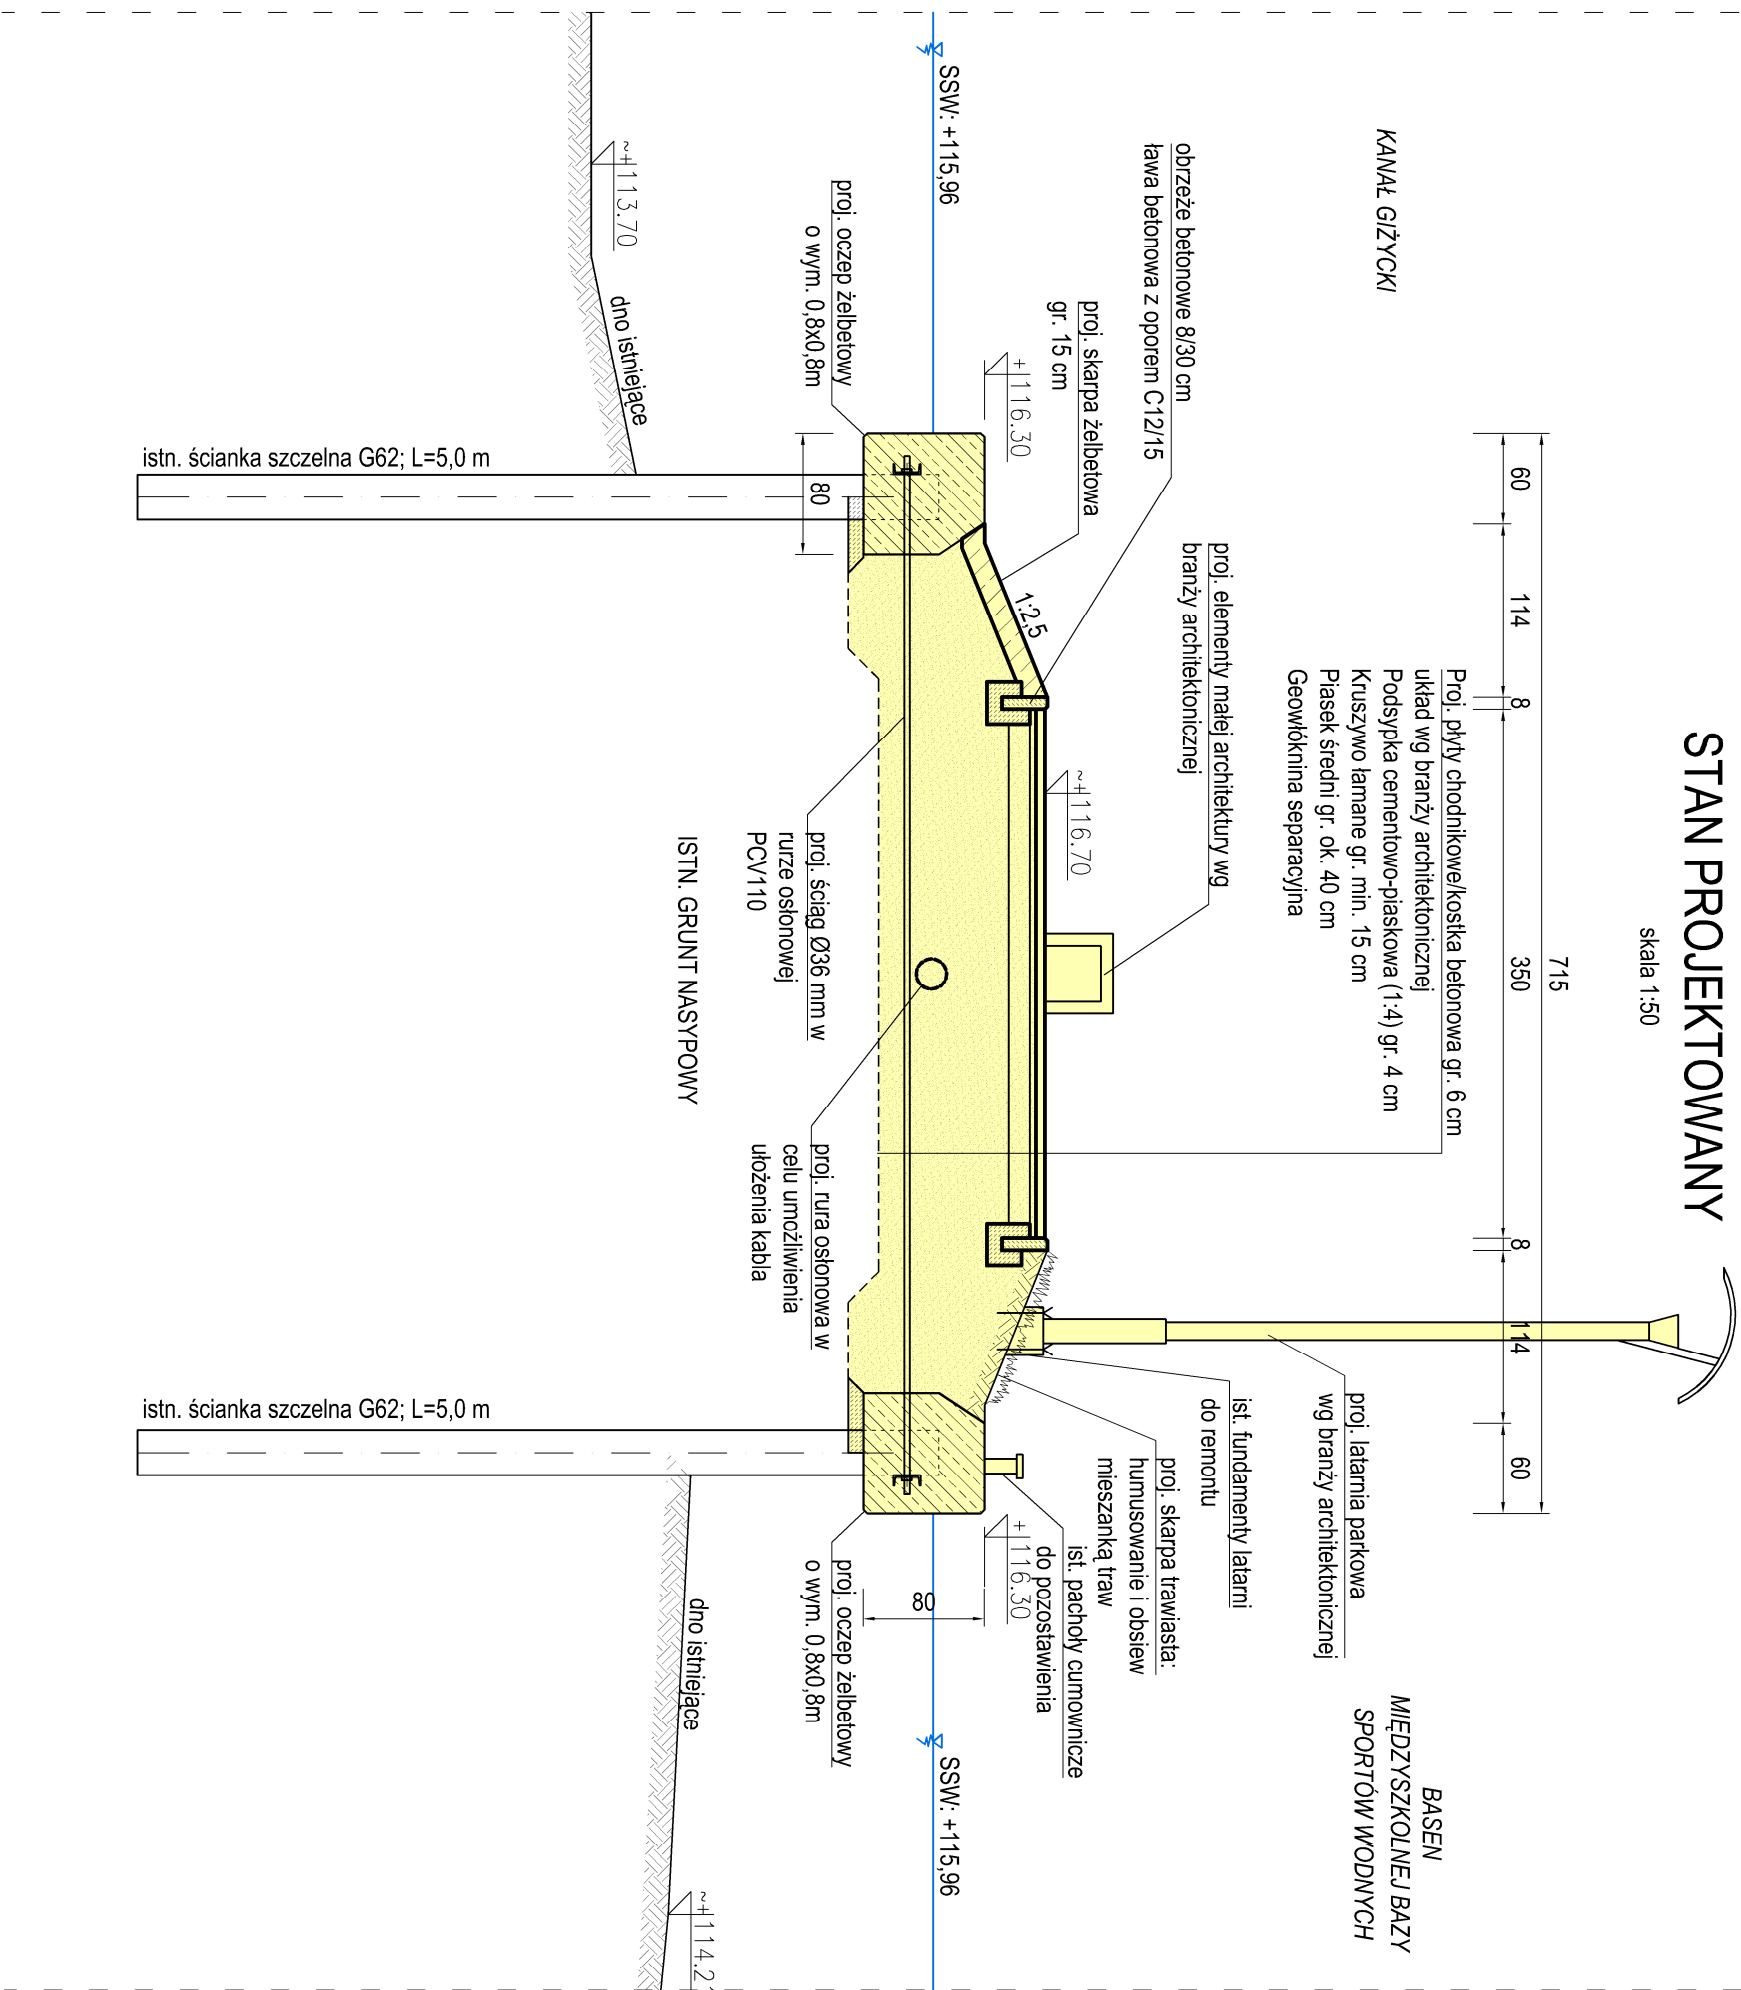 STAN PROJEKTOWANY
skala 1:50
715
60
114
8
350
8
114
60
KANAŁ GIŻYCKI
BASEN
MIĘDZYSZKOLNEJ BAZY
SPORTÓW WODNYCH
Proj. płyty chodnikowe/kostka betonowa gr. 6 cm
układ wg branży architektonicznej
Podsypka cementowo-piaskowa (1:4) gr. 4 cm
Kruszywo łamane gr. min. 15 cm
Piasek średni gr. ok. 40 cm
Geowłóknina separacyjna
proj. latarnia parkowa
wg branży architektonicznej
obrzeże betonowe 8/30 cm
ława betonowa z oporem C12/15
proj. elementy małej architektury wg
branży architektonicznej
ist. fundamenty latarni
do remontu
proj. skarpa żelbetowa
gr. 15 cm
proj. skarpa trawiasta:
humusowanie i obsiew
mieszanką traw
~+116.70
1:2,5
+116.30
+116.30
ist. pachoły cumownicze
do pozostawienia
SSW: +115,96
SSW: +115,96
80
80
proj. oczep żelbetowy
o wym. 0,8x0,8m
proj. ściąg Ø36 mm w
rurze osłonowej
PCV110
proj. rura osłonowa w
celu umożliwienia
ułożenia kabla
proj. oczep żelbetowy
o wym. 0,8x0,8m
ISTN. GRUNT NASYPOWY
~+113.70
dno istniejące
dno istniejące
istn. ścianka szczelna G62; L=5,0 m
istn. ścianka szczelna G62; L=5,0 m